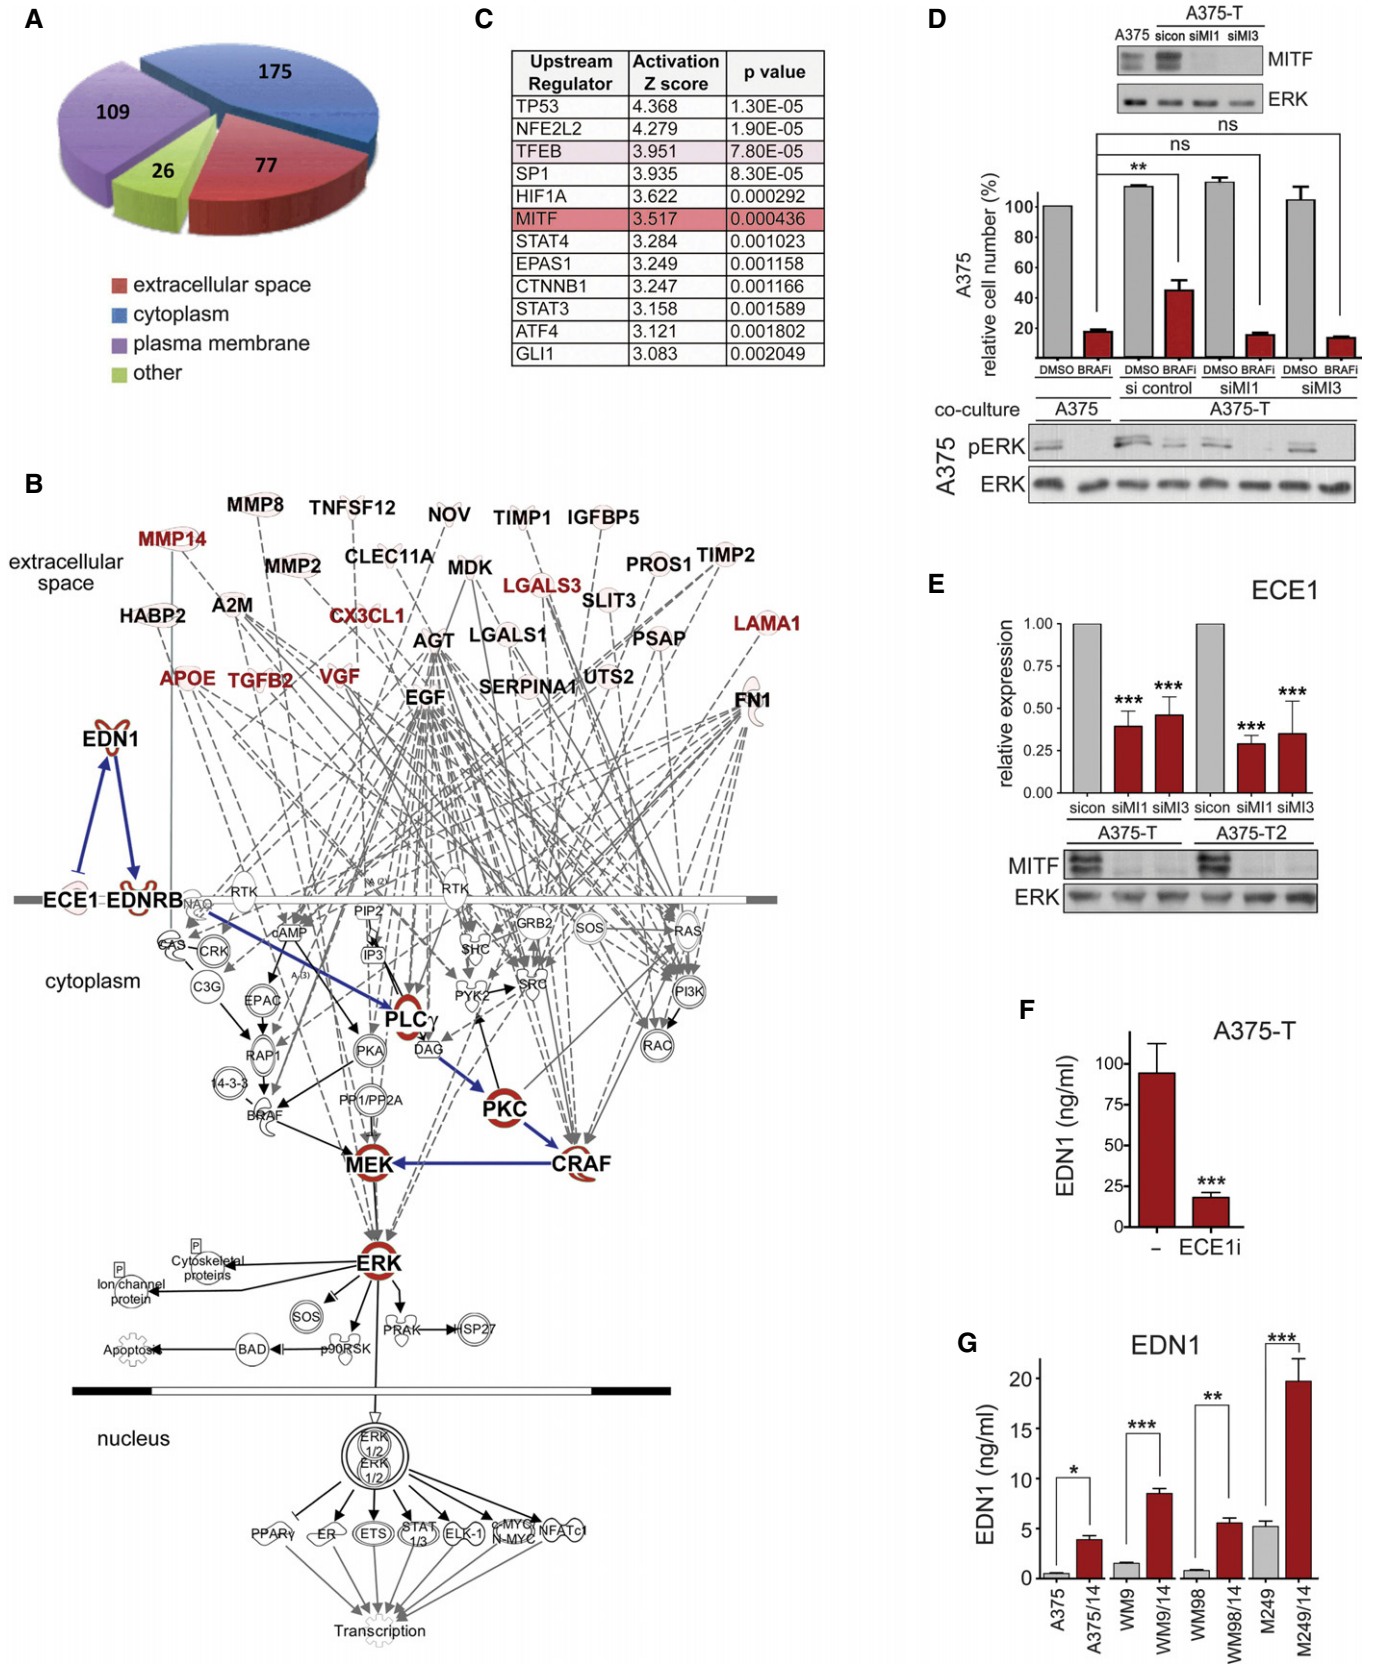 A
175
109
26
77
extracellular space
cytoplasm
plasma membrane
other
C
Upstream Regulator Activation Z score p value
TP53 4.368 1.30E-05
NFE2L2 4.279 1.90E-05
TFEB 3.951 7.80E-05
SP1 3.935 8.30E-05
HIF1A 3.622 0.000292
MITF 3.517 0.000436
STAT4 3.284 0.001023
EPAS1 3.249 0.001158
CTNNB1 3.247 0.001166
STAT3 3.158 0.001589
ATF4 3.121 0.001802
GLI1 3.083 0.002049
B
extracellular
space
MMP8 TNFSF12 NOV TIMP1 IGFBP5
MMP14
MMP2 CLEC11A MDK LGALS3 PROS1 TIMP2
HABP2 A2M CX3CL1 AGT LGALS1 SLIT3 PSAP LAMA1
APOE TGFB2 VGF EGF SERPINA1 UTS2 FN1
EDN1
ECE1 EDNRB RTK RTK
cAMP PIP2 GRB2 SOS RAS
CAS CRK IP3 SHC
cytoplasm
C3G EPAC PYK2 SRC PI3K
PLCγ
RAP1 PKA DAG RAC
14-3-3
BRAF PP1/PP2A PKC
MEK CRAF
ERK
P
Cytoskeletal
proteins
P
Ion channel
protein
SOS PRAK HSP27
Apoptosis BAD p90RSK
nucleus
ERK
1/2
ERK
1/2
PPARγ ER ETS STAT
1/3 ELK-1 c-MYC
N-MYC NFATc1
Transcription
D
A375-T
A375 sicon siMI1 siMI3
MITF
ERK
ns
ns
**
A375
relative cell number (%)
100
80
60
40
20
DMSO BRAFi DMSO BRAFi DMSO BRAFi DMSO BRAFi
si control siMI1 siMI3
co-culture A375 A375-T
A375
pERK
ERK
E
ECE1
relative expression
1.00
0.75
0.50
0.25
0.00
*** *** *** ***
sicon siMI1 siMI3 sicon siMI1 siMI3
A375-T A375-T2
MITF
ERK
F
A375-T
EDN1 (ng/ml)
100
75
50
25
0
***
– ECE1i
G
EDN1
EDN1 (ng/ml)
20
15
10
5
0
* *** ** ***
A375 A375/14 WM9 WM9/14 WM98 WM98/14 M249 M249/14